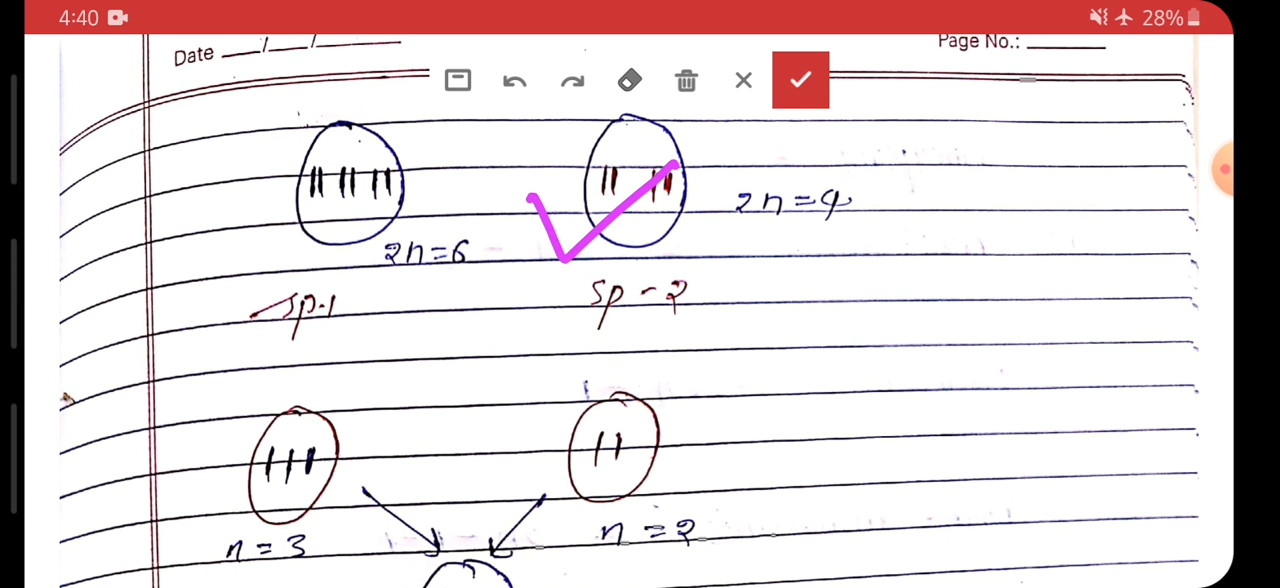 4:40 28%
Date Page No.:
2n=4
2n=6
sp-1 sp-2
n=3 n=2